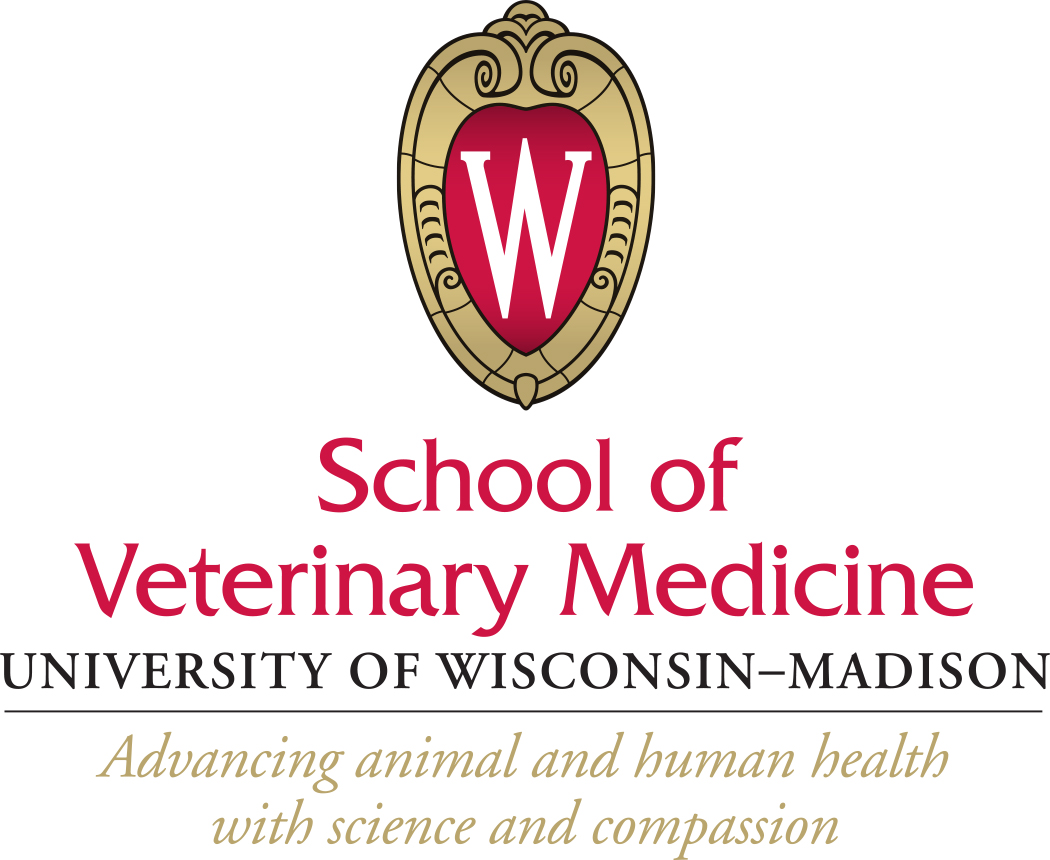 W
School of
Veterinary Medicine
UNIVERSITY OF WISCONSIN–MADISON
Advancing animal and human health
with science and compassion